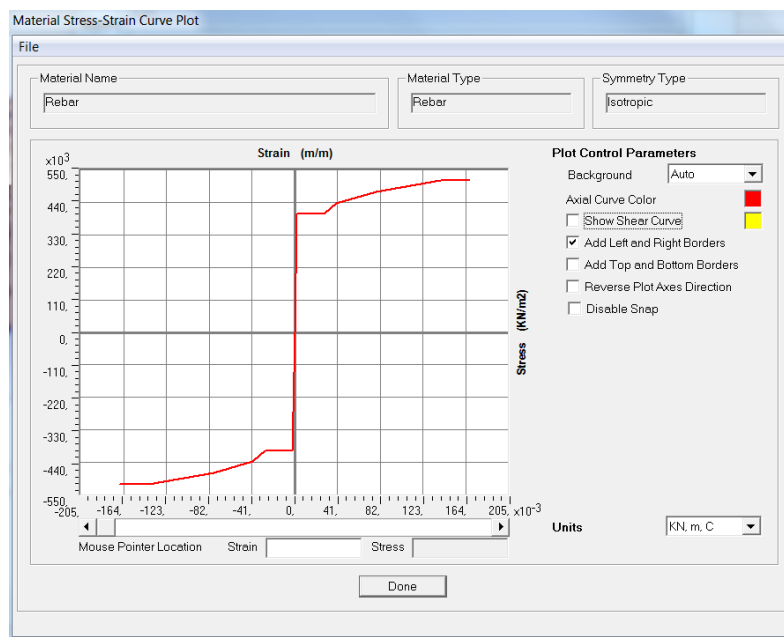 Material Stress-Strain Curve Plot
File
Material Name
Rebar
Material Type
Rebar
Symmetry Type
Isotropic
Strain (m/m)
x10³
550,
440,
330,
220,
110,
0,
-110,
-220,
-330,
-440,
-550,
-205, -164, -123, -82, -41, 0, 41, 82, 123, 164, 205, x10⁻³
Stress (KN/m2)
Mouse Pointer Location Strain Stress
Plot Control Parameters
Background Auto
Axial Curve Color
Show Shear Curve
Add Left and Right Borders
Add Top and Bottom Borders
Reverse Plot Axes Direction
Disable Snap
Units KN, m, C
Done